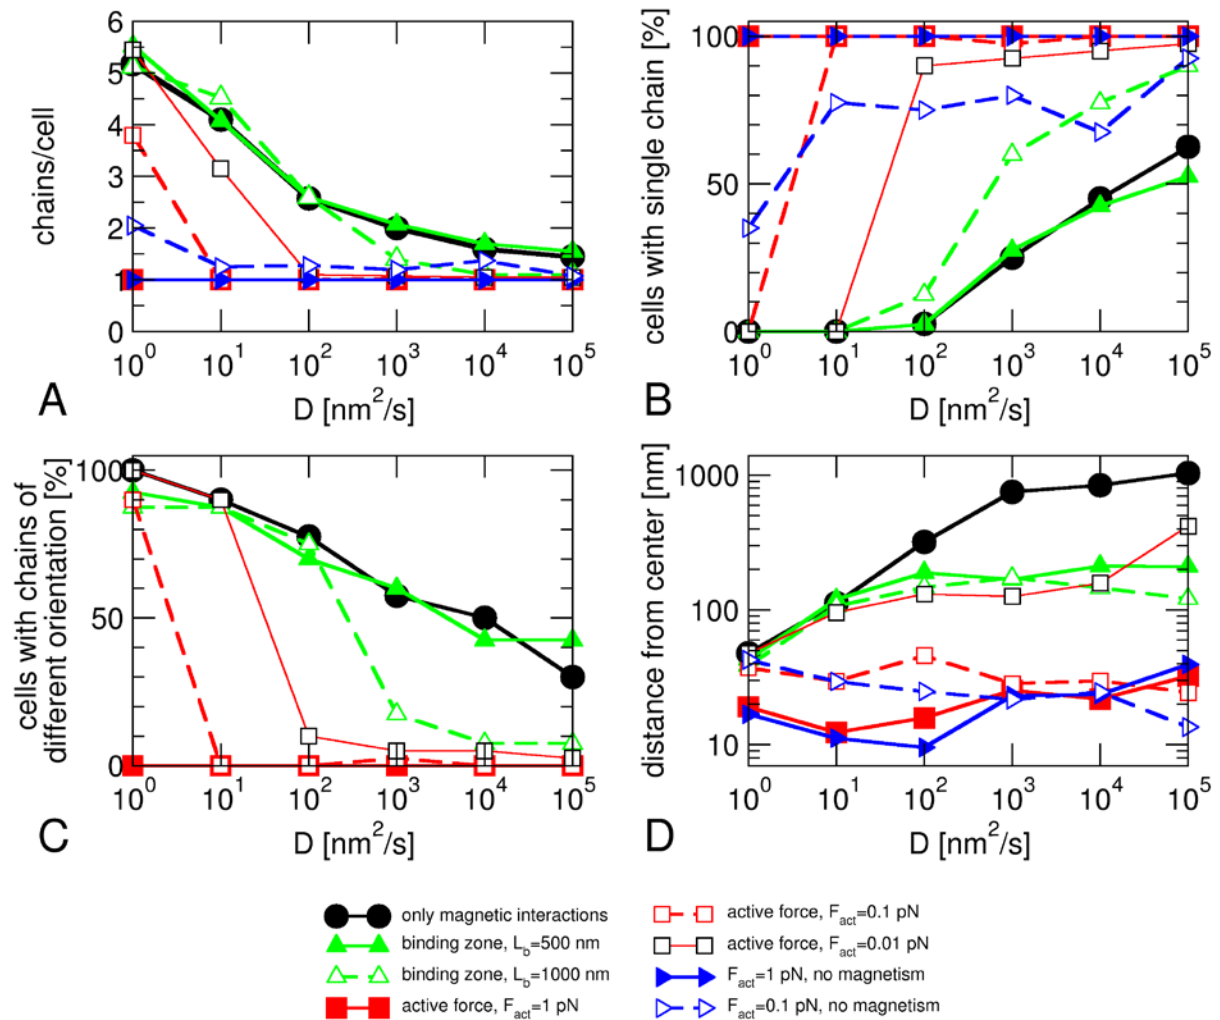 6
5
4
3
2
1
0
chains/cell
10^0 10^1 10^2 10^3 10^4 10^5
A
D [nm^2/s]
100
50
0
cells with single chain [%]
10^0 10^1 10^2 10^3 10^4 10^5
B
D [nm^2/s]
100
50
0
cells with chains of
different orientation [%]
10^0 10^1 10^2 10^3 10^4 10^5
C
D [nm^2/s]
1000
100
10
distance from center [nm]
10^0 10^1 10^2 10^3 10^4 10^5
D
D [nm^2/s]
only magnetic interactions
binding zone, L_b=500 nm
binding zone, L_b=1000 nm
active force, F_act=1 pN
active force, F_act=0.1 pN
active force, F_act=0.01 pN
F_act=1 pN, no magnetism
F_act=0.1 pN, no magnetism